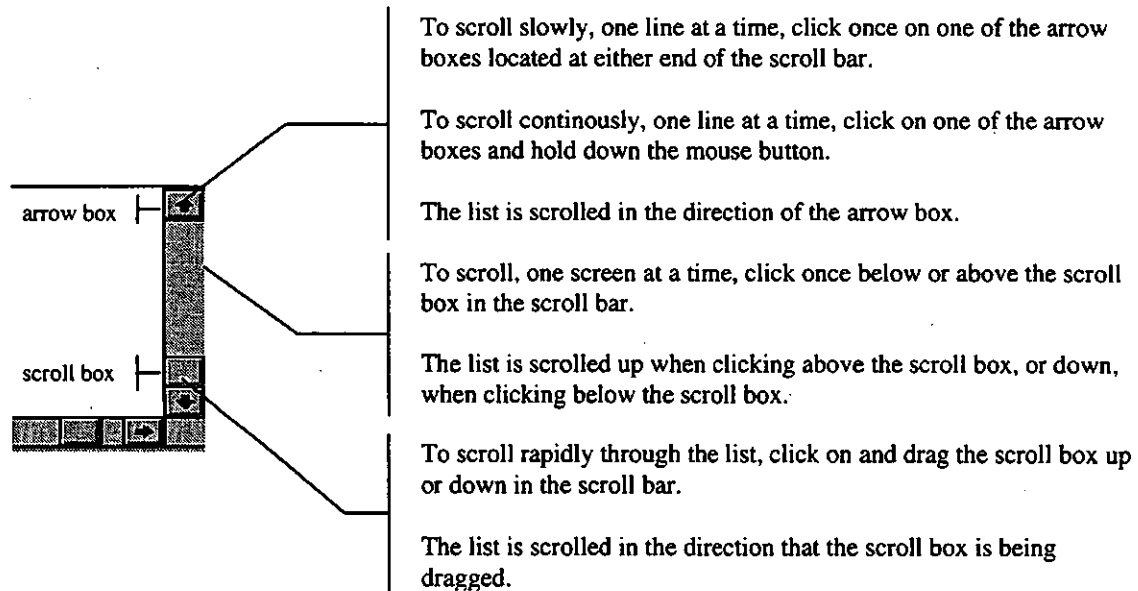 To scroll slowly, one line at a time, click once on one of the arrow
boxes located at either end of the scroll bar.
To scroll continously, one line at a time, click on one of the arrow
boxes and hold down the mouse button.
arrow box
The list is scrolled in the direction of the arrow box.
To scroll, one screen at a time, click once below or above the scroll
box in the scroll bar.
scroll box
The list is scrolled up when clicking above the scroll box, or down,
when clicking below the scroll box.
To scroll rapidly through the list, click on and drag the scroll box up
or down in the scroll bar.
The list is scrolled in the direction that the scroll box is being
dragged.